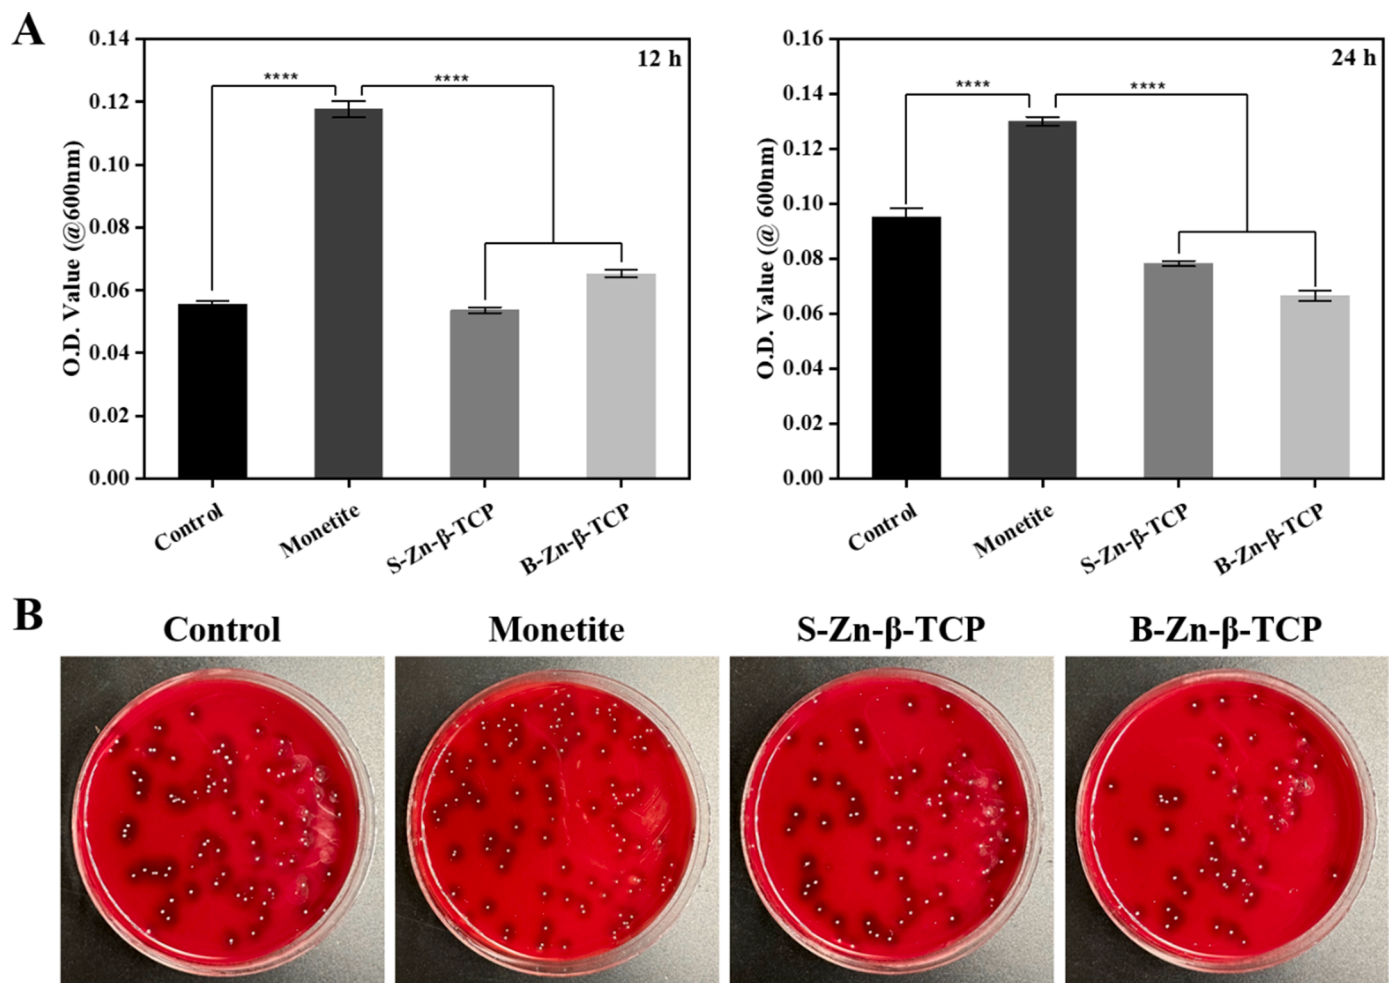 A
0.14
0.12
0.10
0.08
0.06
0.04
0.02
0.00
O.D. Value (@600nm)
12 h
****
****
Control
Monetite
S-Zn-β-TCP
B-Zn-β-TCP
0.16
0.14
0.12
0.10
0.08
0.06
0.04
0.02
0.00
O.D. Value (@ 600nm)
24 h
****
****
Control
Monetite
S-Zn-β-TCP
B-Zn-β-TCP
B
Control
Monetite
S-Zn-β-TCP
B-Zn-β-TCP